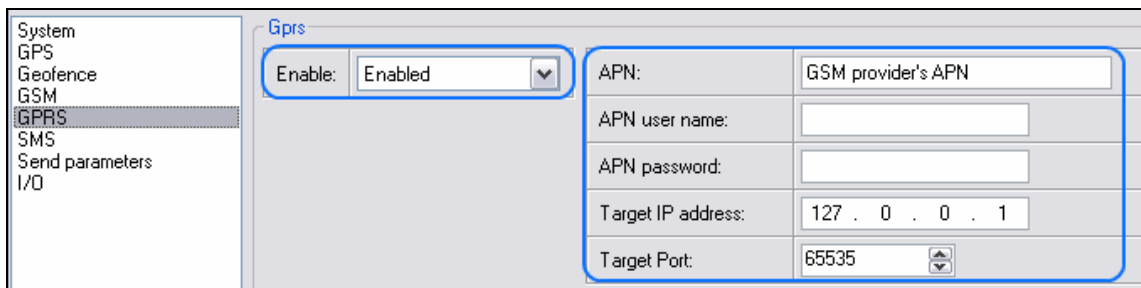 System
GPS
Geofence
GSM
GPRS
SMS
Send parameters
I/O
Gprs
Enable: Enabled
APN: GSM provider's APN
APN user name:
APN password:
Target IP address: 127 . 0 . 0 . 1
Target Port: 65535